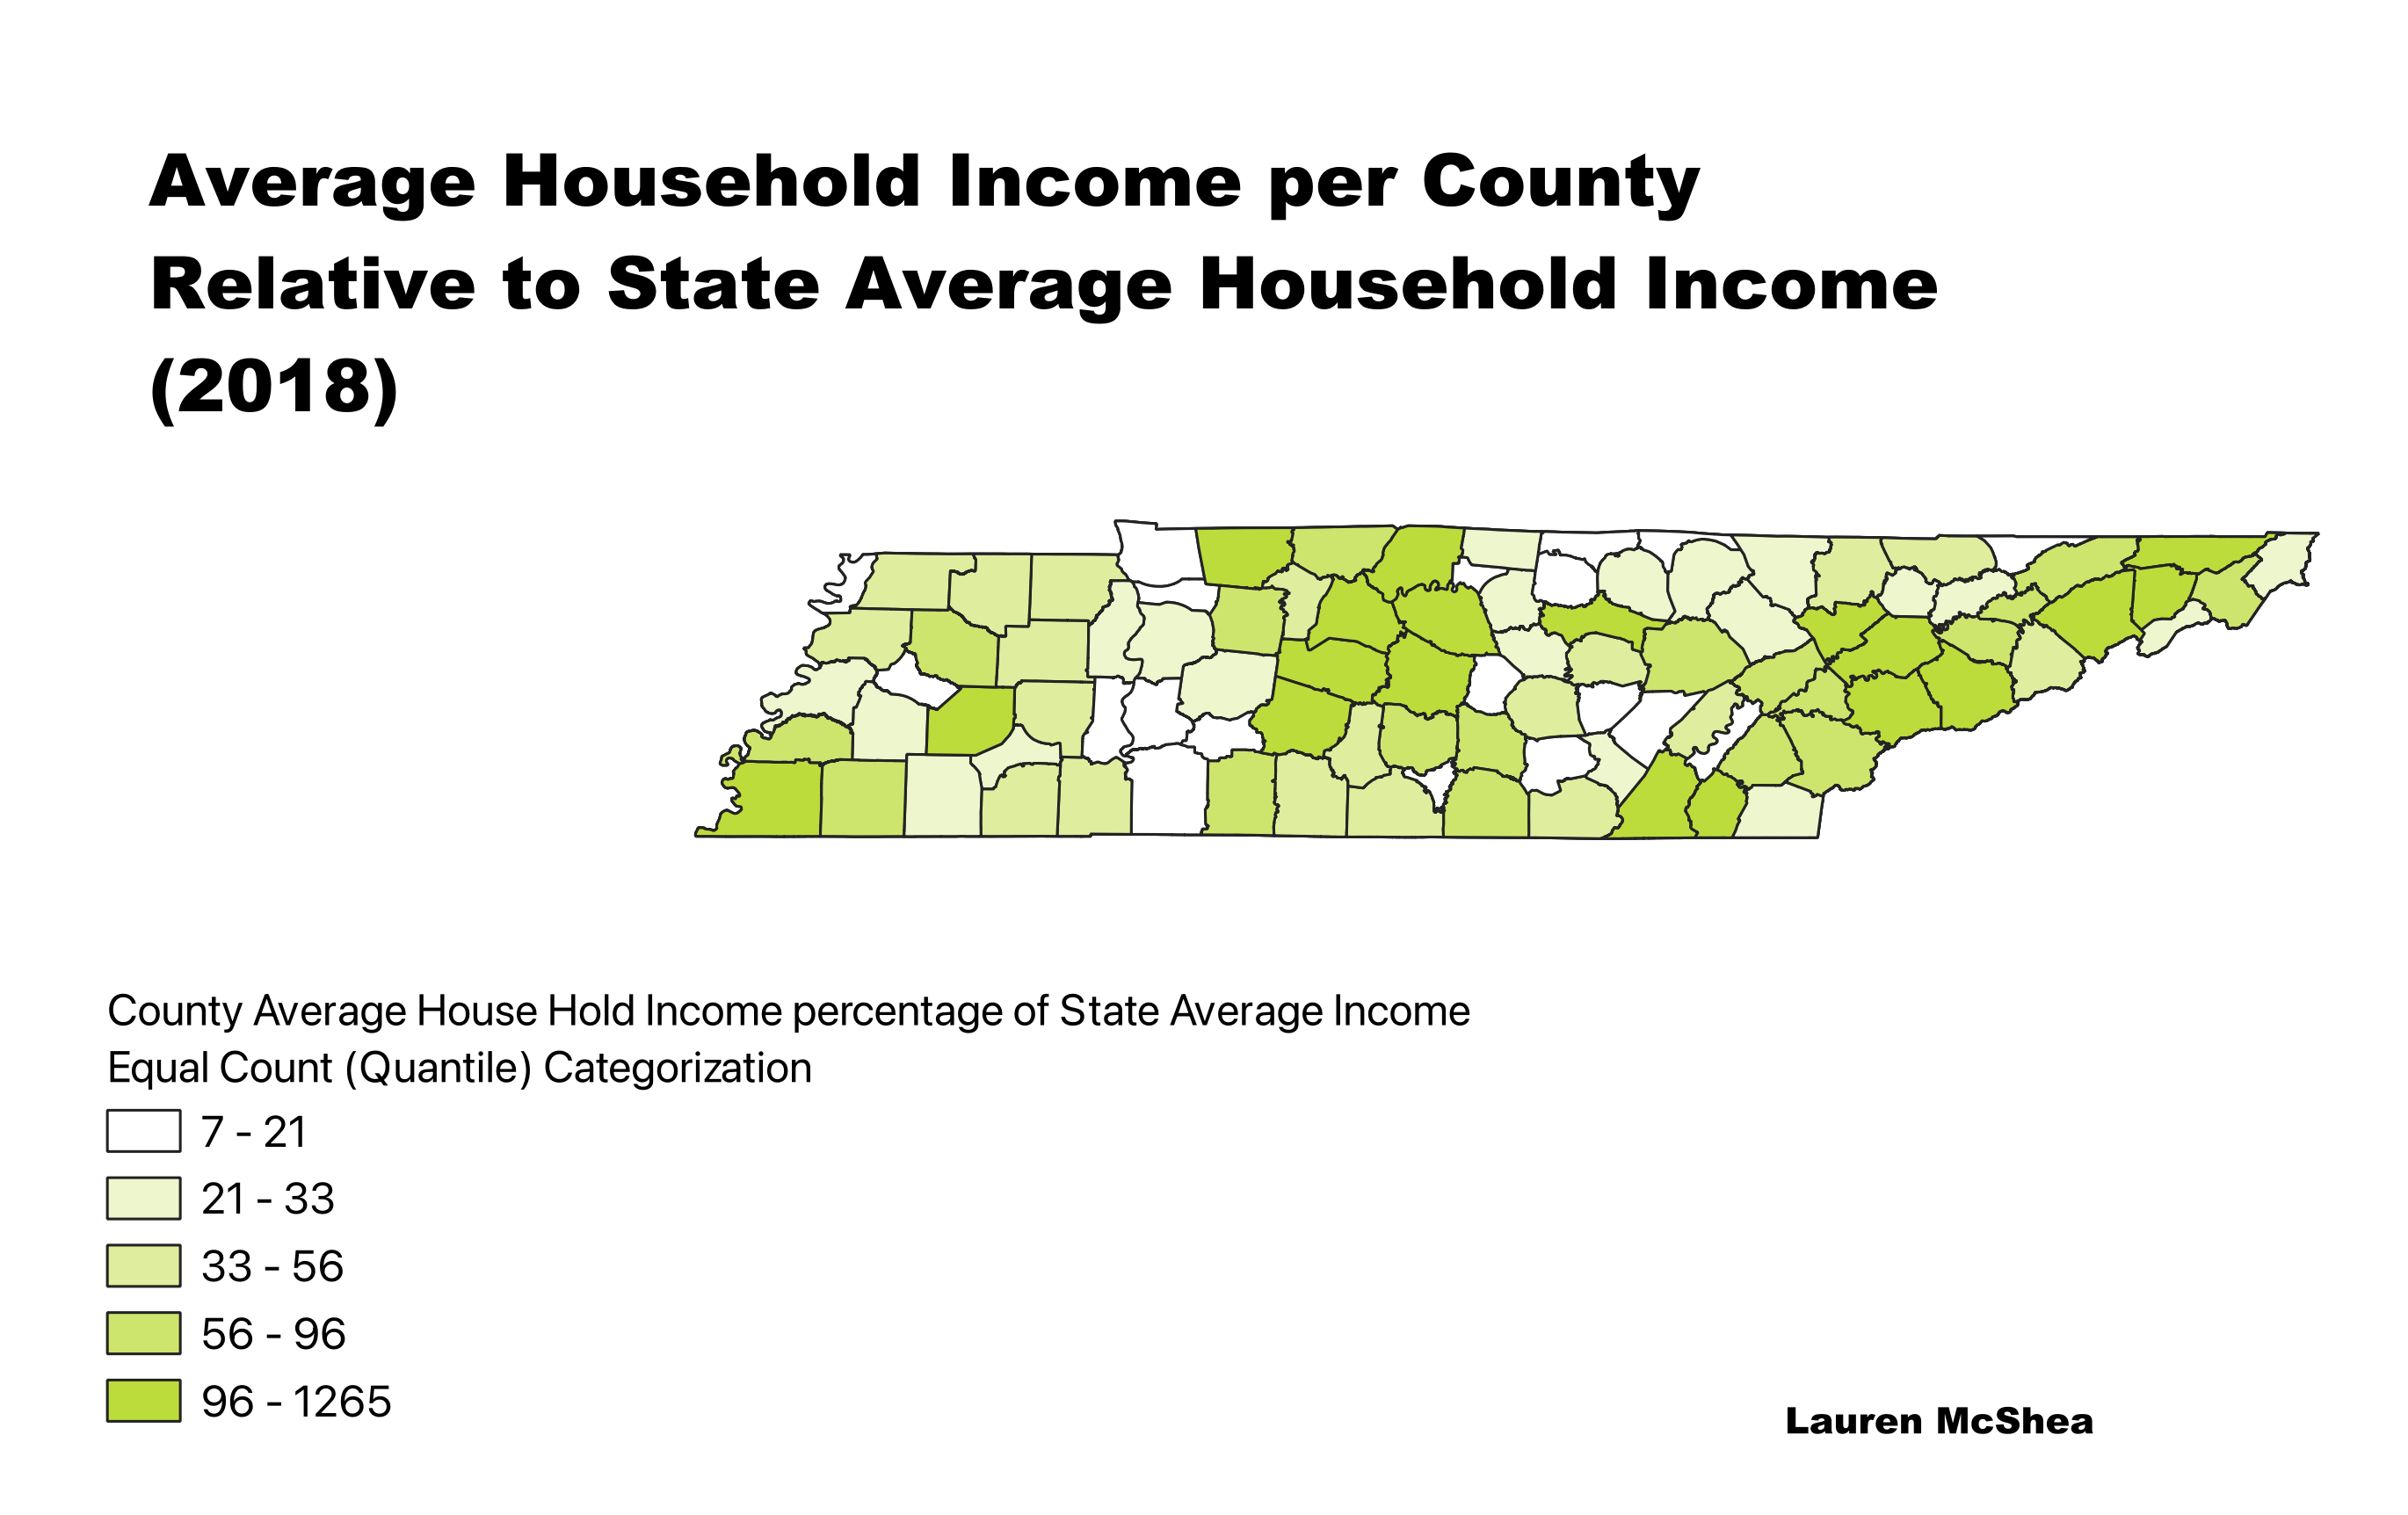 Average Household Income per County
Relative to State Average Household Income
(2018)
County Average House Hold Income percentage of State Average Income
Equal Count (Quantile) Categorization
7 - 21
21 - 33
33 - 56
56 - 96
96 - 1265
Lauren McShea